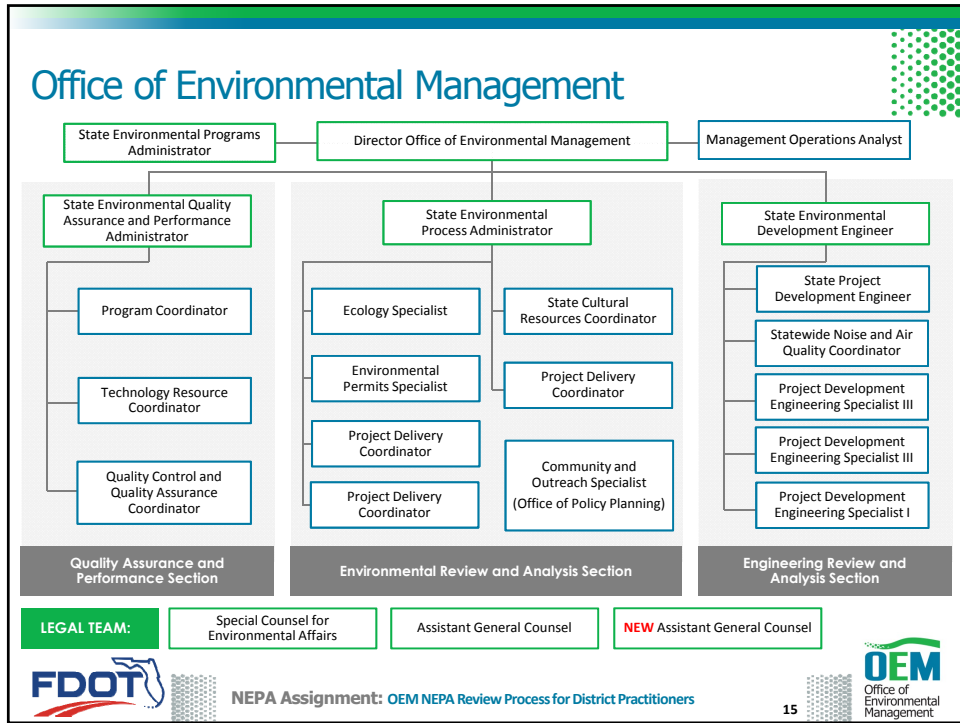 Office of Environmental Management
State Environmental Programs
Administrator
Director Office of Environmental Management
Management Operations Analyst
State Environmental Quality
Assurance and Performance
Administrator
Program Coordinator
Technology Resource
Coordinator
Quality Control and
Quality Assurance
Coordinator
Quality Assurance and
Performance Section
State Environmental
Process Administrator
Ecology Specialist
Environmental
Permits Specialist
Project Delivery
Coordinator
Project Delivery
Coordinator
State Cultural
Resources Coordinator
Project Delivery
Coordinator
Community and
Outreach Specialist
(Office of Policy Planning)
Environmental Review and Analysis Section
State Environmental
Development Engineer
State Project
Development Engineer
Statewide Noise and Air
Quality Coordinator
Project Development
Engineering Specialist III
Project Development
Engineering Specialist III
Project Development
Engineering Specialist I
Engineering Review and
Analysis Section
LEGAL TEAM:
Special Counsel for
Environmental Affairs
Assistant General Counsel
NEW Assistant General Counsel
FDOT
NEPA Assignment: OEM NEPA Review Process for District Practitioners
15
OEM
Office of
Environmental
Management